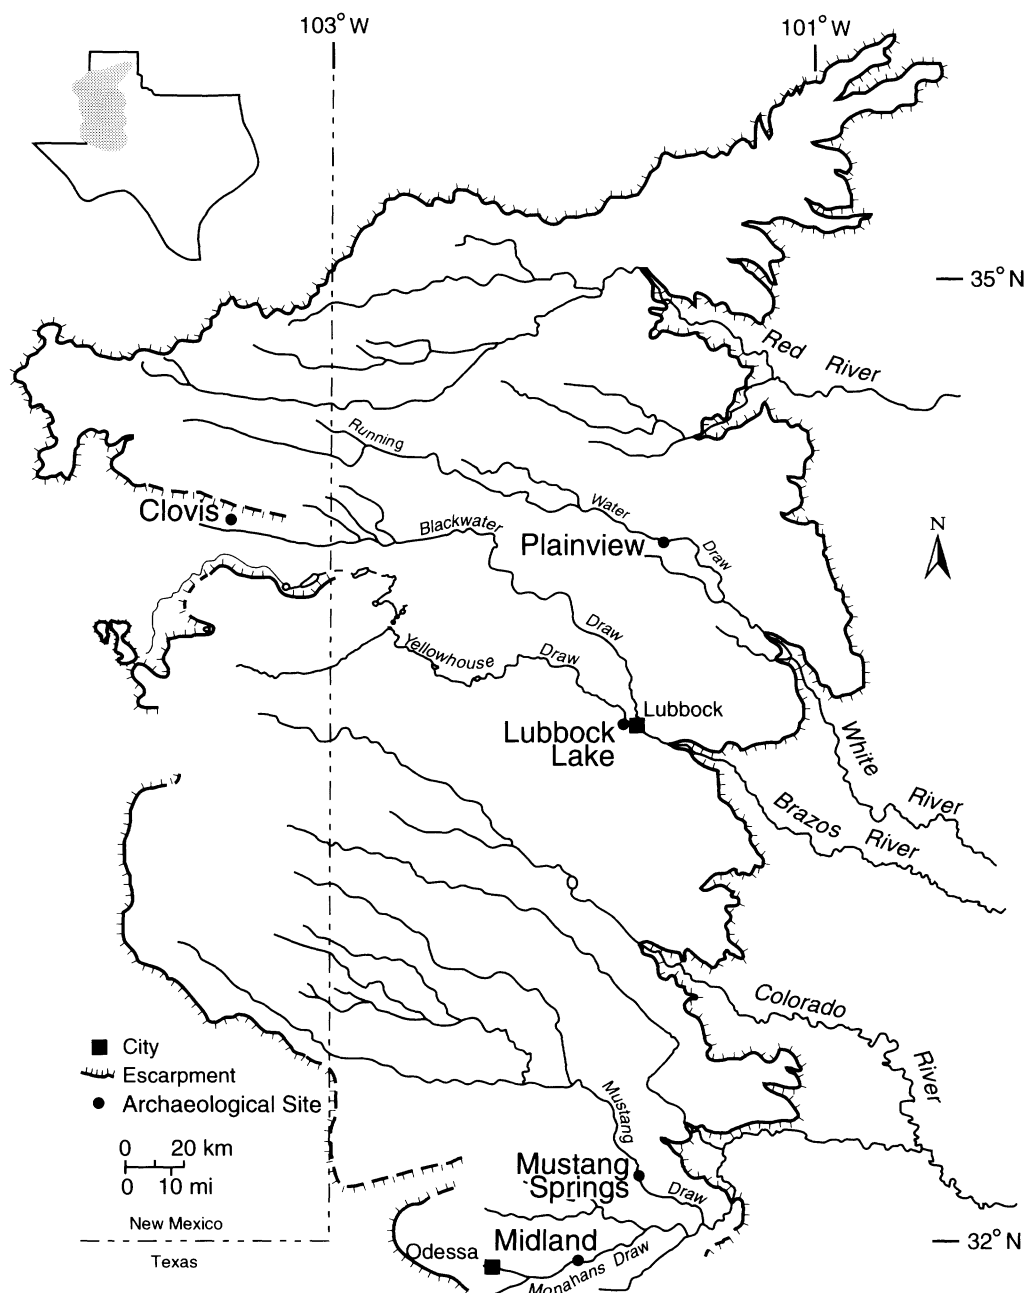 103° W
101° W
35° N
Red River
Running
Water
Draw
Clovis
Blackwater
Plainview
N
Draw
Yellowhouse
Draw
Lubbock
Lubbock
Lake
White
River
Brazos
River
Colorado
River
City
Escarpment
Archaeological Site
0 20 km
0 10 mi
Mustang
Mustang
Springs
Draw
New Mexico
Texas
Odessa
Midland
Monahans Draw
32° N